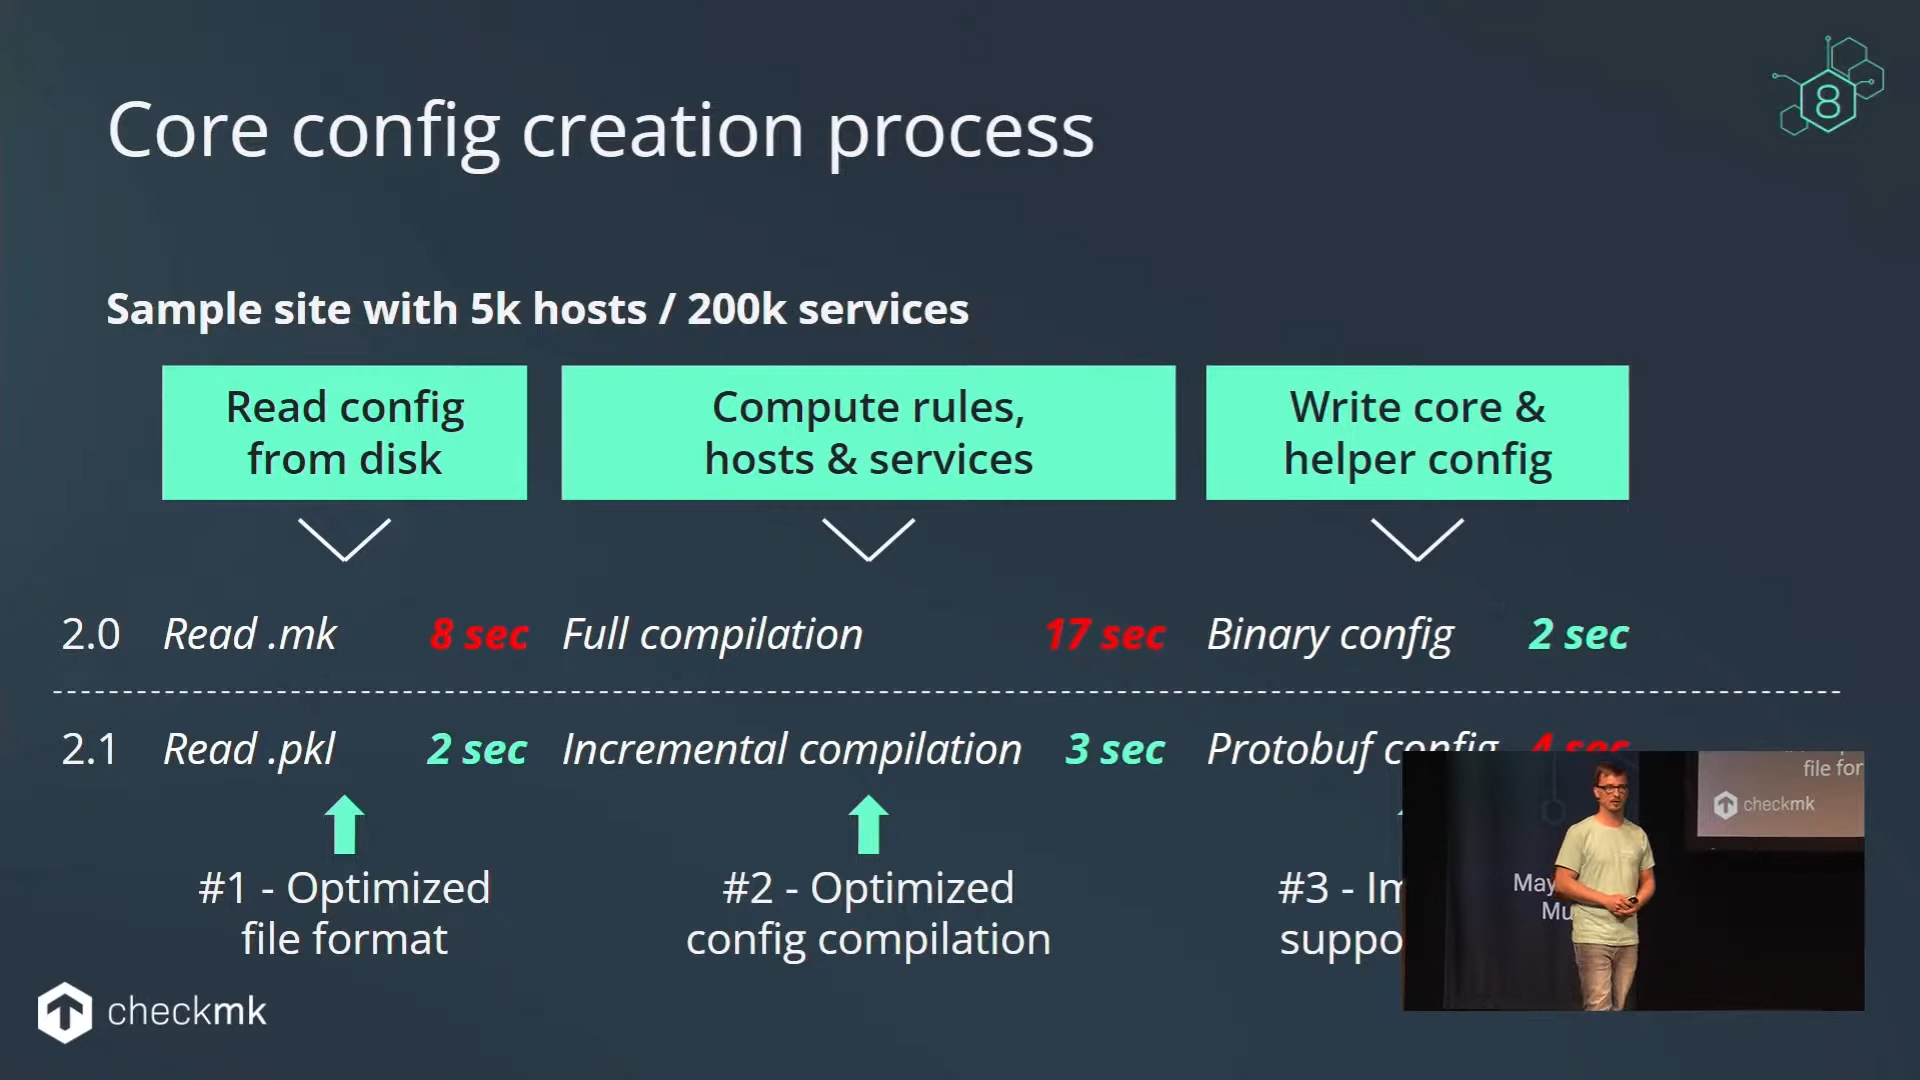 8
Core config creation process
Sample site with 5k hosts / 200k services
Read config
from disk
Compute rules,
hosts & services
Write core &
helper config
2.0 Read .mk 8 sec Full compilation 17 sec Binary config 2 sec
2.1 Read .pkl 2 sec Incremental compilation 3 sec Protobuf config 4 sec
#1 - Optimized
file format
#2 - Optimized
config compilation
#3 -
checkmk
file for
checkmk
May